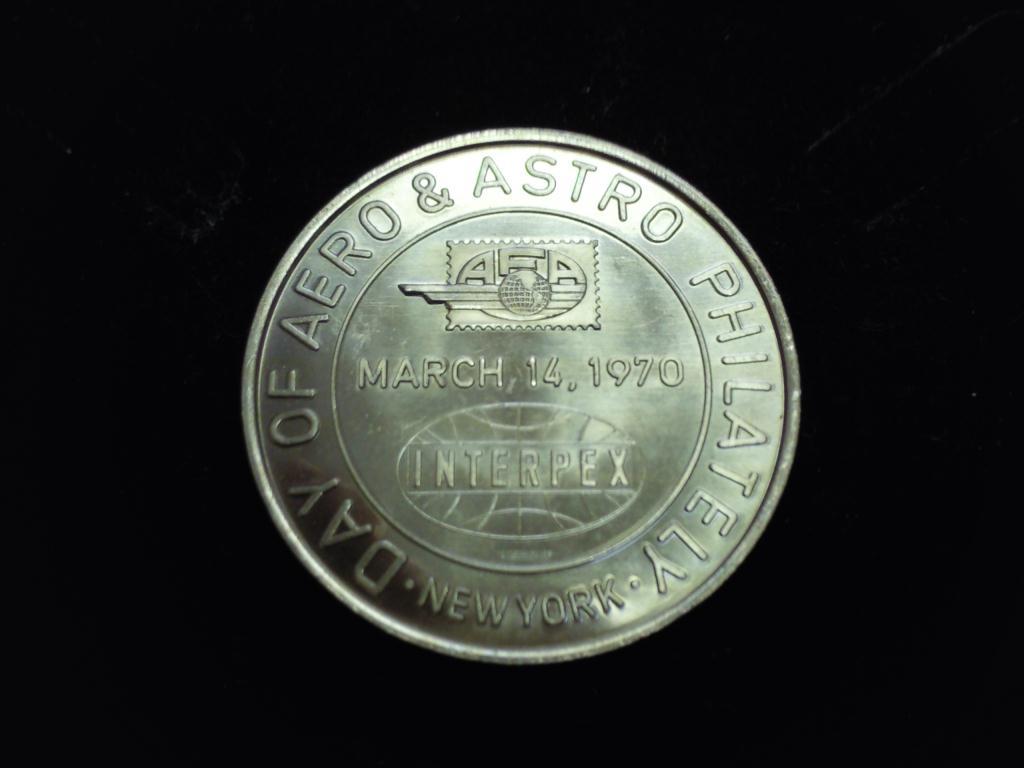 DAY OF AERO & ASTRO PHILATELY
AFA
MARCH 14, 1970
INTERPEX
· NEW YORK ·